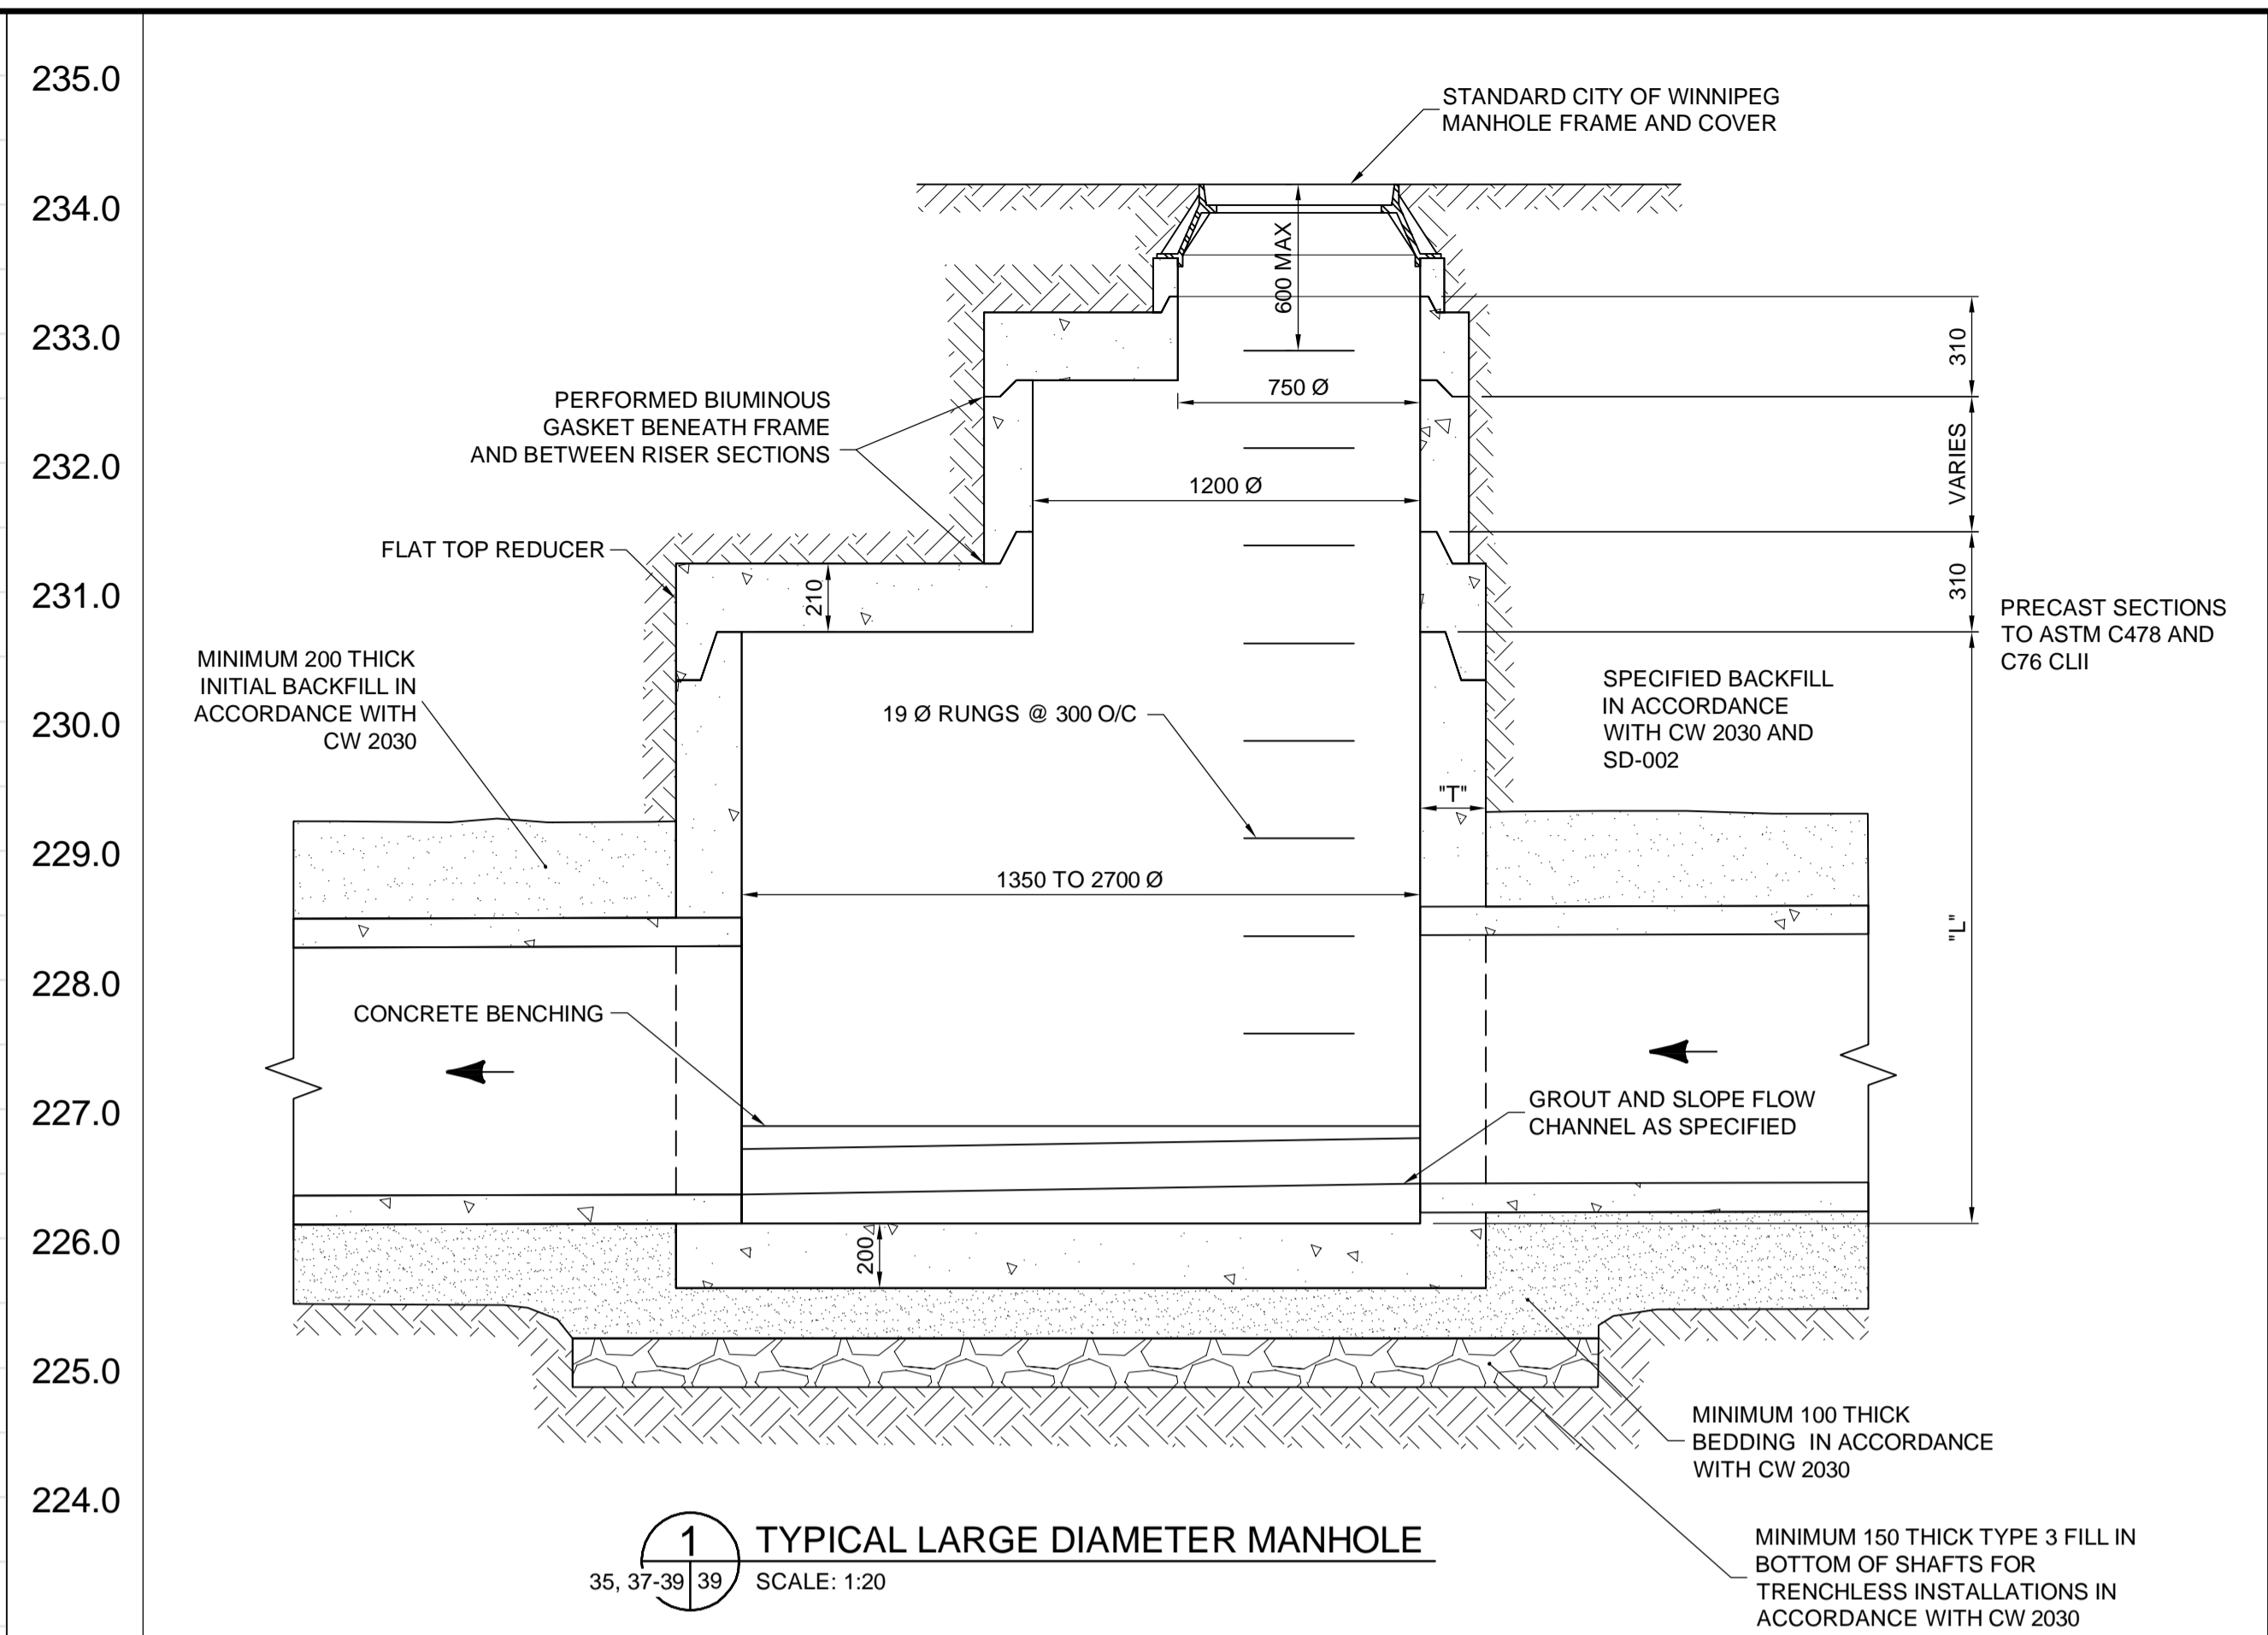 235.0
234.0
233.0
232.0
231.0
230.0
229.0
228.0
227.0
226.0
225.0
224.0
STANDARD CITY OF WINNIPEG
MANHOLE FRAME AND COVER
600 MAX
310
750 Ø
PERFORMED BIUMINOUS
GASKET BENEATH FRAME
AND BETWEEN RISER SECTIONS
VARIES
1200 Ø
FLAT TOP REDUCER
210
310
PRECAST SECTIONS
TO ASTM C478 AND
C76 CLII
MINIMUM 200 THICK
INITIAL BACKFILL IN
ACCORDANCE WITH
CW 2030
SPECIFIED BACKFILL
IN ACCORDANCE
WITH CW 2030 AND
SD-002
19 Ø RUNGS @ 300 O/C
"T"
1350 TO 2700 Ø
"L"
CONCRETE BENCHING
GROUT AND SLOPE FLOW
CHANNEL AS SPECIFIED
200
MINIMUM 100 THICK
BEDDING IN ACCORDANCE
WITH CW 2030
MINIMUM 150 THICK TYPE 3 FILL IN
BOTTOM OF SHAFTS FOR
TRENCHLESS INSTALLATIONS IN
ACCORDANCE WITH CW 2030
1 TYPICAL LARGE DIAMETER MANHOLE
35, 37-39 39 SCALE: 1:20